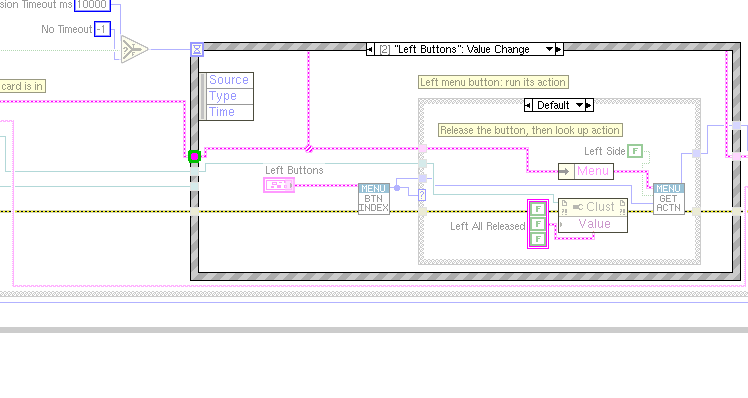 sion Timeout ms 10000
No Timeout -1
[2] "Left Buttons": Value Change
card is in
Source
Type
Time
Left menu button: run its action
Default
Release the button, then look up action
Left Side F
Left Buttons
Menu
MENU
BTN
INDEX
?
MENU
GET
ACTN
Clust
Value
Left All Released
F
F
F